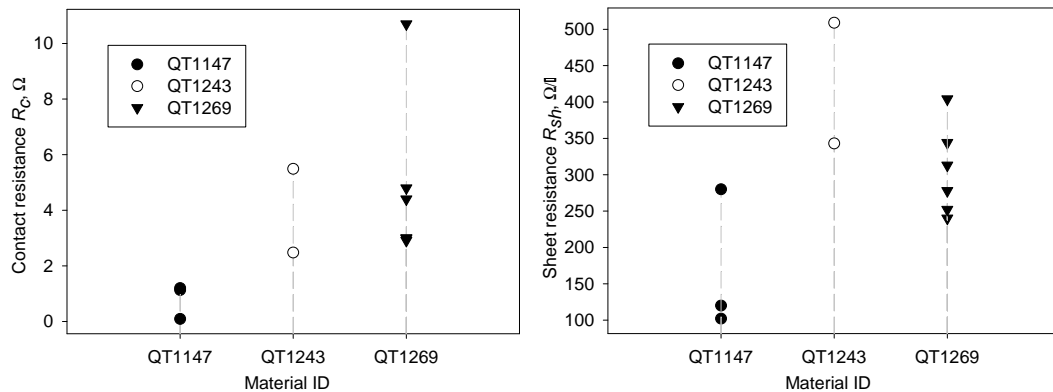 Contact resistance R_C, Ω
10
8
6
4
2
0
QT1147
QT1243
QT1269
QT1147 QT1243 QT1269
Material ID
Sheet resistance R_sh, Ω/▯
500
450
400
350
300
250
200
150
100
QT1147
QT1243
QT1269
QT1147 QT1243 QT1269
Material ID